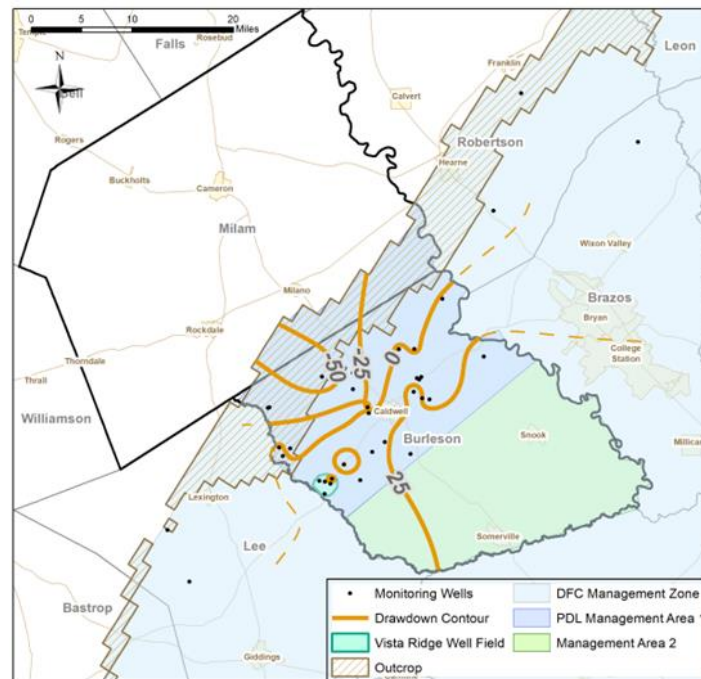 0 5 10 20
Miles
Temple
Rosebud
Falls
Leon
N
Bell
Franklin
Calvert
Robertson
Rogers
Hearne
Buckholts
Cameron
Wixon Valley
Milam
Milano
Brazos
Rockdale
Bryan
-50
-25
0
College
Station
Thorndale
Thrall
Caldwell
Williamson
Burleson
Snook
Millican
25
Lexington
Somerville
Lee
Bastrop
Giddings
Monitoring Wells
Drawdown Contour
Vista Ridge Well Field
Outcrop
DFC Management Zone
PDL Management Area 1
Management Area 2